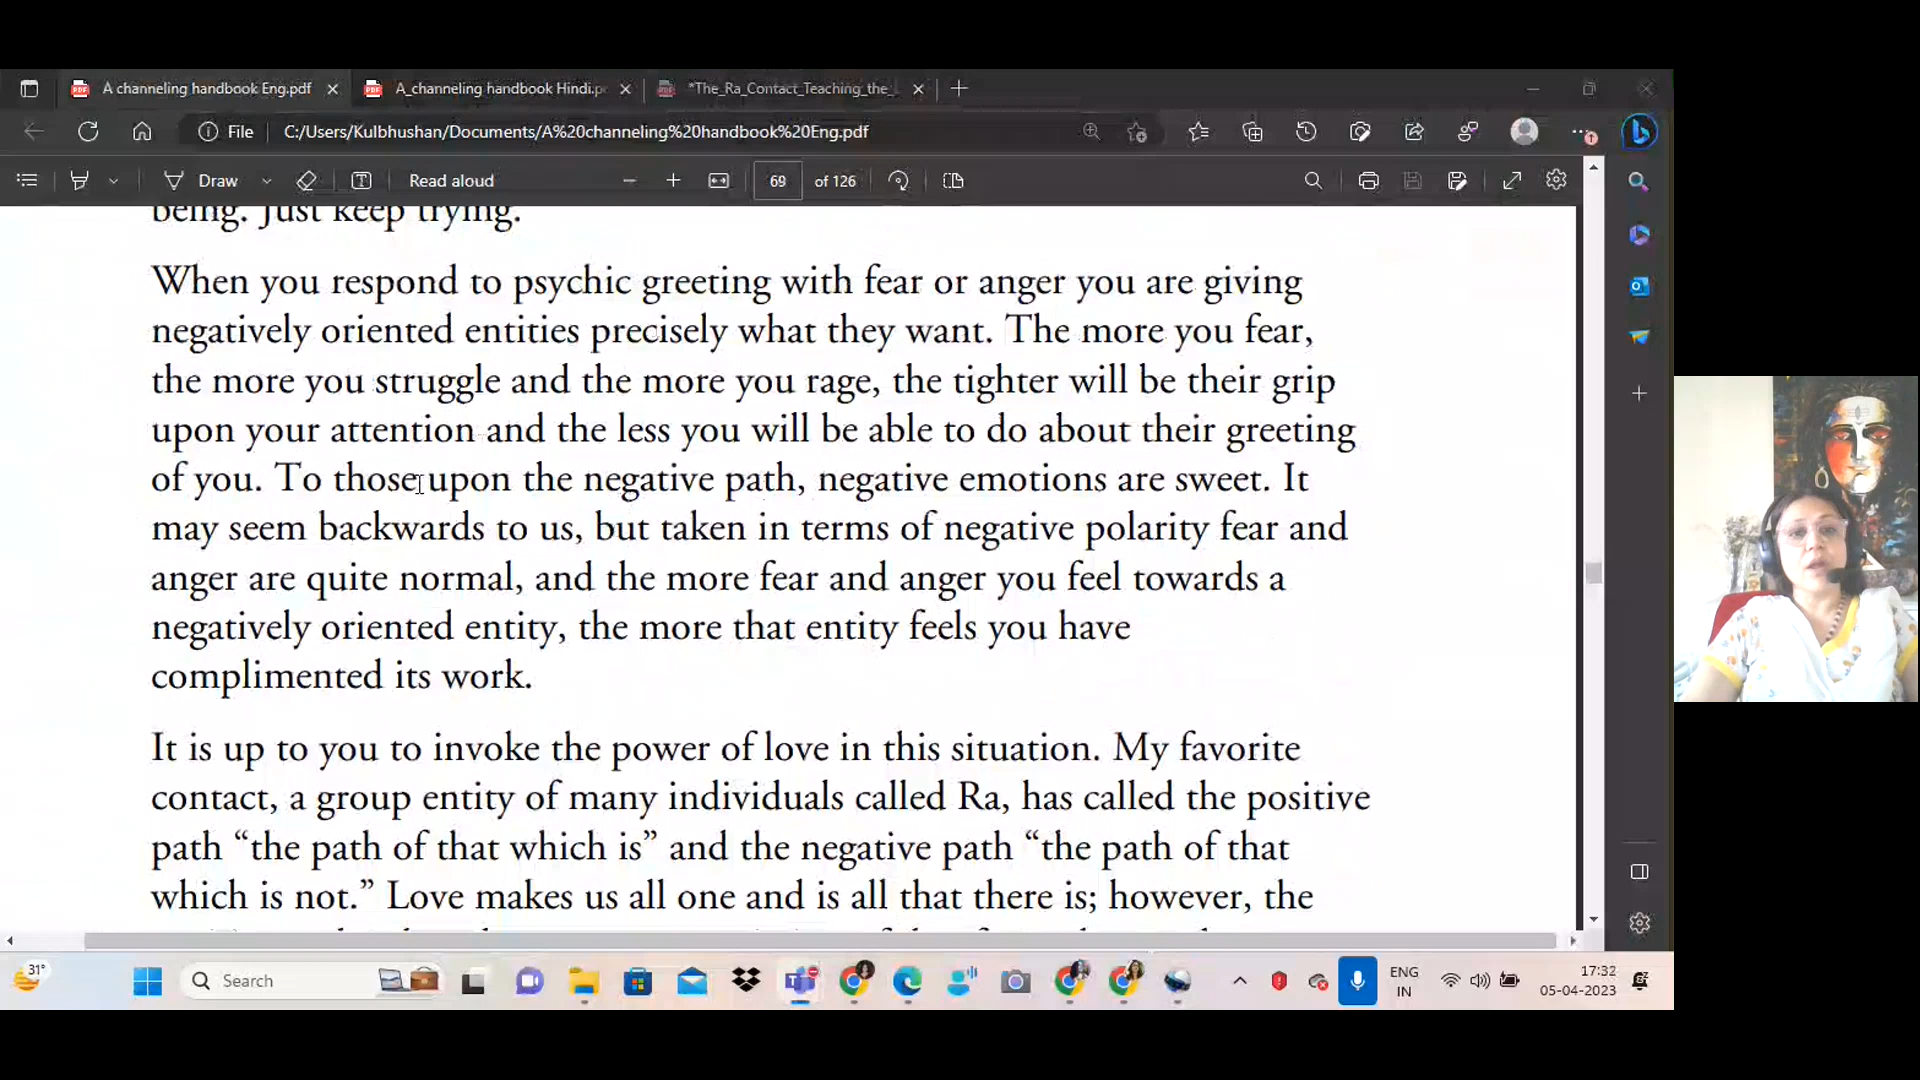 A channeling handbook Eng.pdf
A_channeling handbook Hindi.p
*The_Ra_Contact_Teaching_the_
File
C:/Users/Kulbhushan/Documents/A%20channeling%20handbook%20Eng.pdf
Draw
Read aloud
69
of 126
being. Just keep trying.
When you respond to psychic greeting with fear or anger you are giving
negatively oriented entities precisely what they want. The more you fear,
the more you struggle and the more you rage, the tighter will be their grip
upon your attention and the less you will be able to do about their greeting
of you. To those upon the negative path, negative emotions are sweet. It
may seem backwards to us, but taken in terms of negative polarity fear and
anger are quite normal, and the more fear and anger you feel towards a
negatively oriented entity, the more that entity feels you have
complimented its work.
It is up to you to invoke the power of love in this situation. My favorite
contact, a group entity of many individuals called Ra, has called the positive
path “the path of that which is” and the negative path “the path of that
which is not.” Love makes us all one and is all that there is; however, the
31°
Search
ENG
IN
17:32
05-04-2023